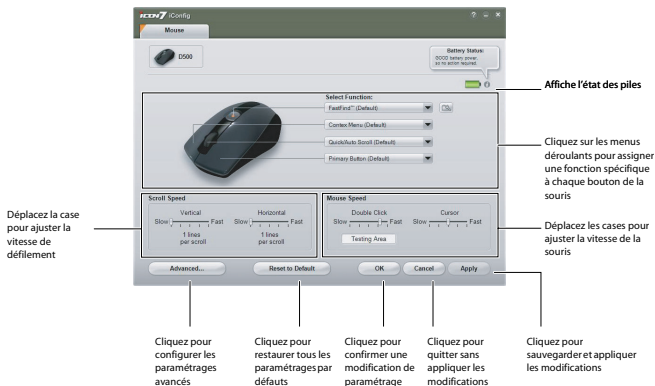 iCON7 iConfig
Mouse
D500
Battery Status:
GOOD battery power,
so no action required.
Affiche l'état des piles
Select Function:
FastFind™ (Default)
Contex Menu (Default)
Quick/Auto Scroll (Default)
Primary Button (Default)
Cliquez sur les menus
déroulants pour assigner
une fonction spécifique
à chaque bouton de la
souris
Déplacez la case
pour ajuster la
vitesse de
défilement
Scroll Speed
Vertical
Slow Fast
1 lines
per scroll
Horizontal
Slow Fast
1 lines
per scroll
Mouse Speed
Double Click
Slow Fast
Testing Area
Cursor
Slow Fast
Déplacez les cases pour
ajuster la vitesse de la
souris
Advanced...
Reset to Default
OK
Cancel
Apply
Cliquez pour
configurer les
paramétrages
avancés
Cliquez pour
restaurer tous les
paramétrages par
défauts
Cliquez pour
confirmer une
modification de
paramétrage
Cliquez pour
quitter sans
appliquer les
modifications
Cliquez pour
sauvegarder et appliquer
les modifications